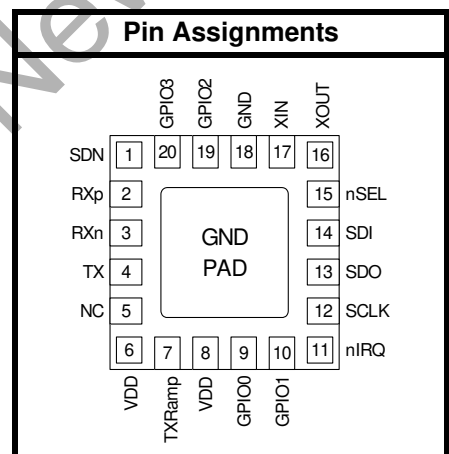 Pin Assignments
GPIO3 GPIO2 GND XIN XOUT
SDN 1 20 19 18 17 16
RXp 2 15 nSEL
RXn 3 14 SDI
GND
PAD
TX 4 13 SDO
NC 5 12 SCLK
6 7 8 9 10 11 nIRQ
VDD TXRamp VDD GPIO0 GPIO1